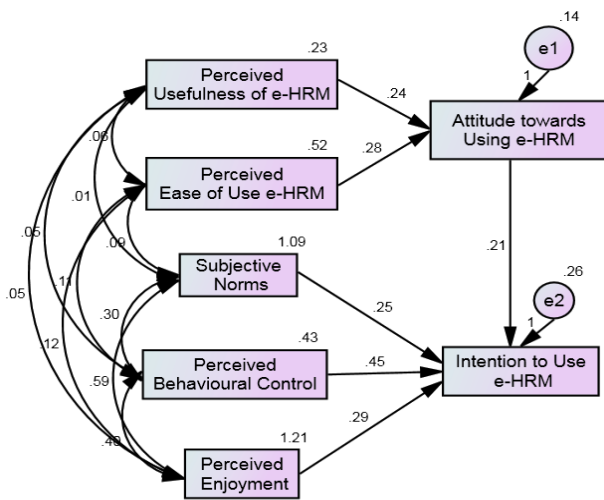 .14
e1
1
.23
Perceived
Usefulness of e-HRM
.24
Attitude towards
Using e-HRM
.06
.52
Perceived
Ease of Use e-HRM
.28
.01
.09
1.09
Subjective
Norms
.21
.05
.11
.05
.30
.25
.26
e2
1
.12
.43
Perceived
Behavioural Control
.45
Intention to Use
e-HRM
.59
.29
1.21
Perceived
Enjoyment